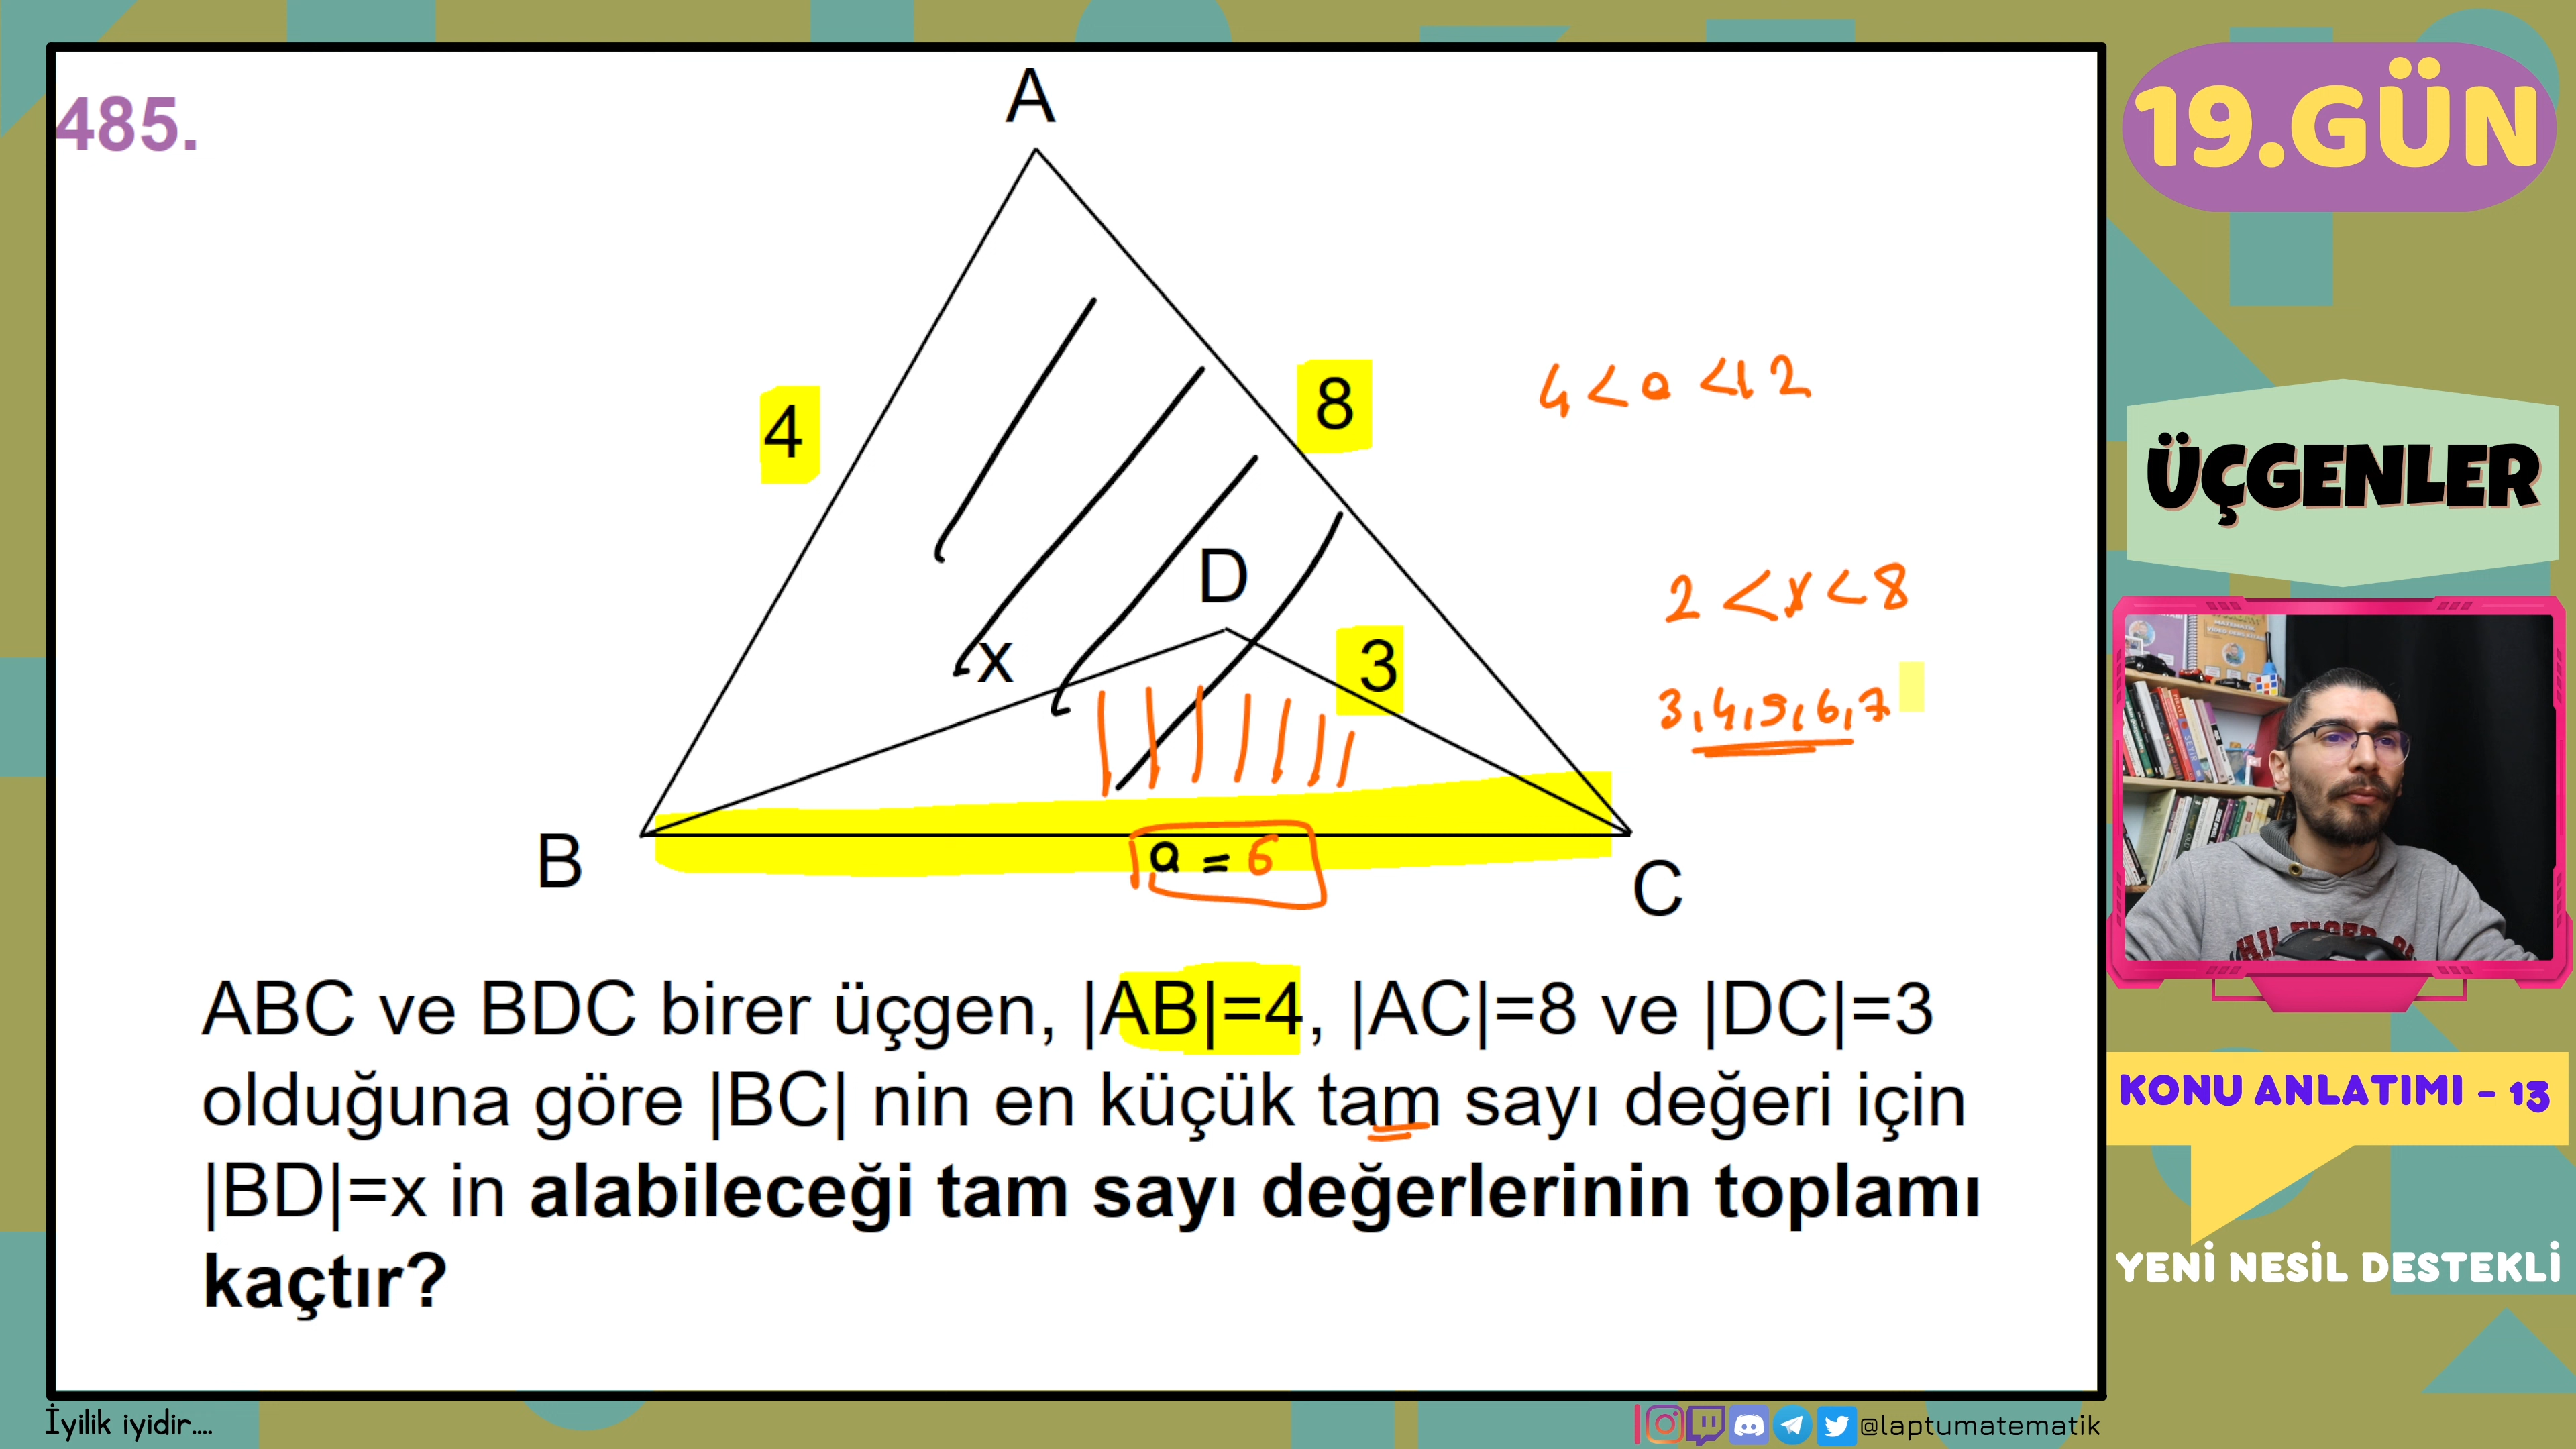 485.
A
4
8
4 < a < 12
D
x
3
2 < x < 8
3, 4, 5, 6, 7
B
a = 6
C
ABC ve BDC birer üçgen, |AB|=4, |AC|=8 ve |DC|=3
olduğuna göre |BC| nin en küçük tam sayı değeri için
|BD|=x in alabileceği tam sayı değerlerinin toplamı
kaçtır?
19.GÜN
ÜÇGENLER
KONU ANLATIMI - 13
YENİ NESİL DESTEKLİ
İyilik iyidir....
@laptumatematik